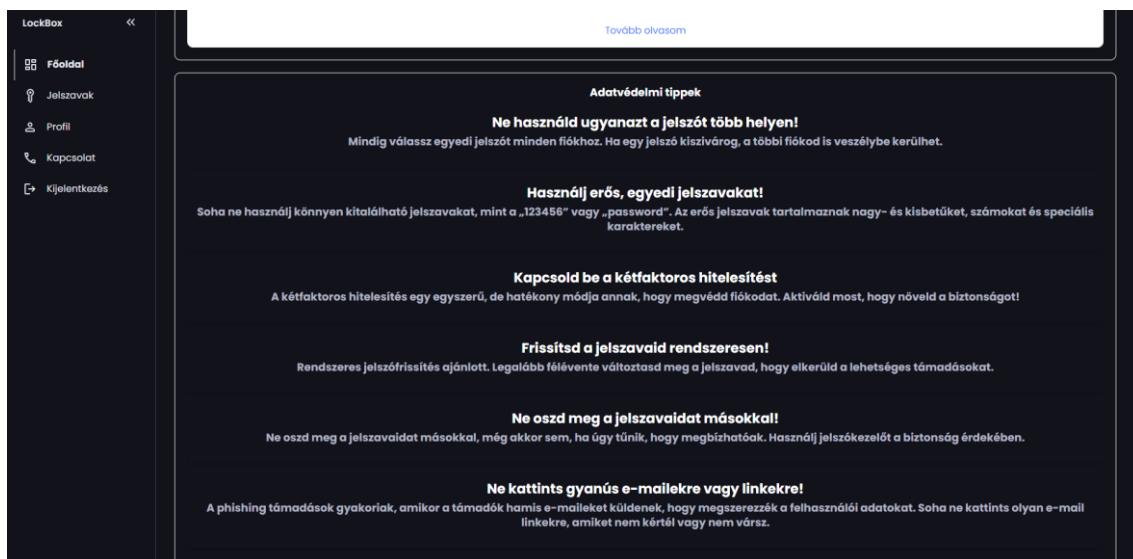 LockBox
Főoldal
Jelszavak
Profil
Kapcsolat
Kijelentkezés
Tovább olvasom
Adatvédelmi tippek
Ne használd ugyanazt a jelszót több helyen!
Mindig válassz egyedi jelszót minden fiókhoz. Ha egy jelszó kiszivárog, a többi fiókod is veszélybe kerülhet.
Használj erős, egyedi jelszavakat!
Soha ne használj könnyen kitalálható jelszavakat, mint a „123456” vagy „password”. Az erős jelszavak tartalmaznak nagy- és kisbetűket, számokat és speciális
karaktereket.
Kapcsold be a kétfaktoros hitelesítést
A kétfaktoros hitelesítés egy egyszerű, de hatékony módja annak, hogy megvédd fiókodat. Aktiváld most, hogy növeld a biztonságot!
Frissítsd a jelszavaid rendszeresen!
Rendszeres jelszófrissítés ajánlott. Legalább félévente változtasd meg a jelszavad, hogy elkerüld a lehetséges támadásokat.
Ne oszd meg a jelszavaidat másokkal!
Ne oszd meg a jelszavaidat másokkal, még akkor sem, ha úgy tűnik, hogy megbízhatóak. Használj jelszókezelőt a biztonság érdekében.
Ne kattints gyanús e-mailekre vagy linkekre!
A phishing támadások gyakoriak, amikor a támadók hamis e-maileket küldenek, hogy megszerezzék a felhasználói adatokat. Soha ne kattints olyan e-mail
linkekre, amiket nem kértél vagy nem vársz.